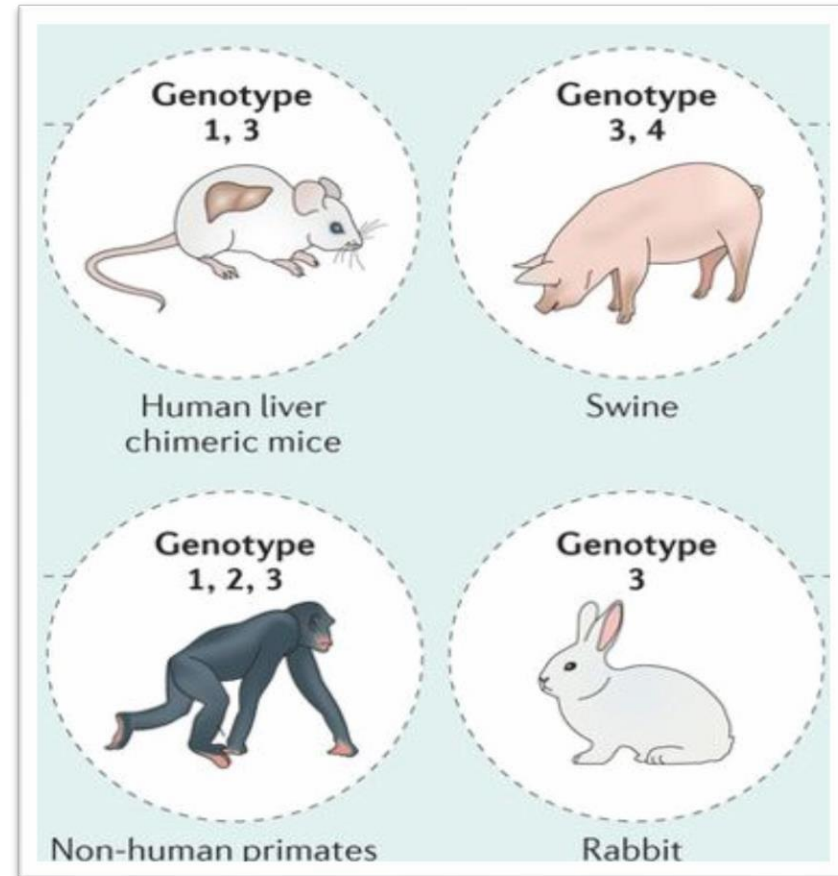 Genotype
1, 3
Human liver
chimeric mice
Genotype
3, 4
Swine
Genotype
1, 2, 3
Non-human primates
Genotype
3
Rabbit